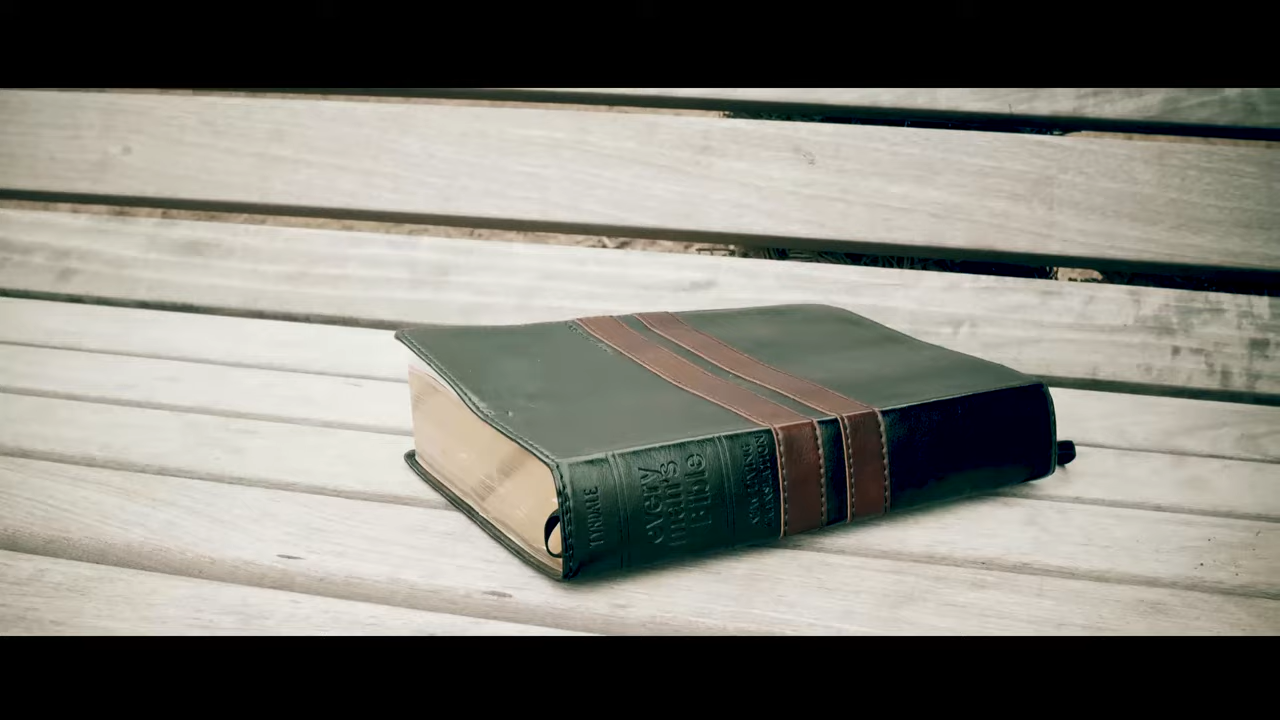 TYNDALE
every
man's
Bible
NEW LIVING
TRANSLATION